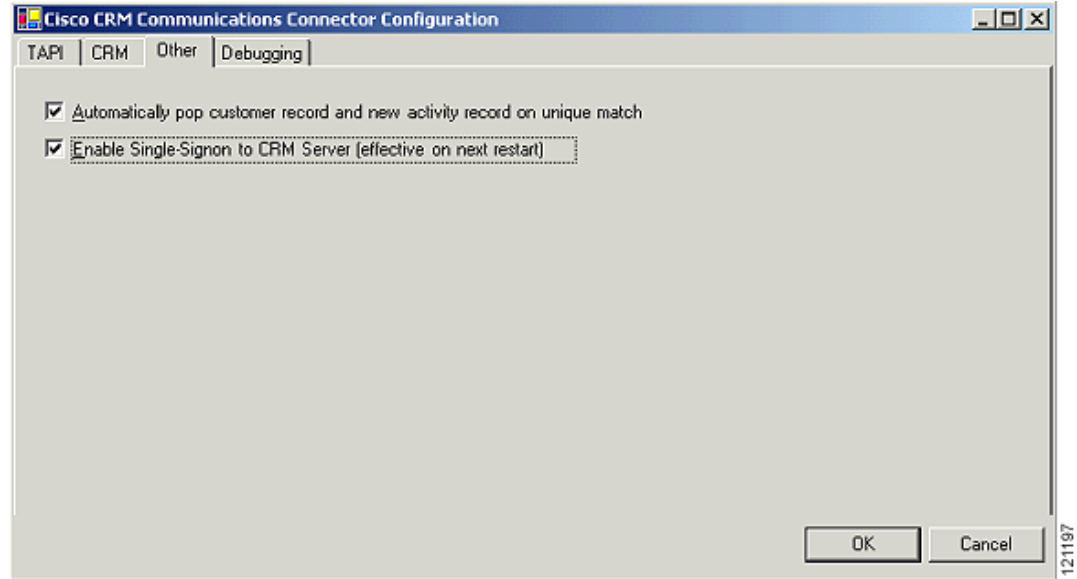 Cisco CRM Communications Connector Configuration
TAPI CRM Other Debugging
Automatically pop customer record and new activity record on unique match
Enable Single-Signon to CRM Server (effective on next restart)
OK Cancel
121197